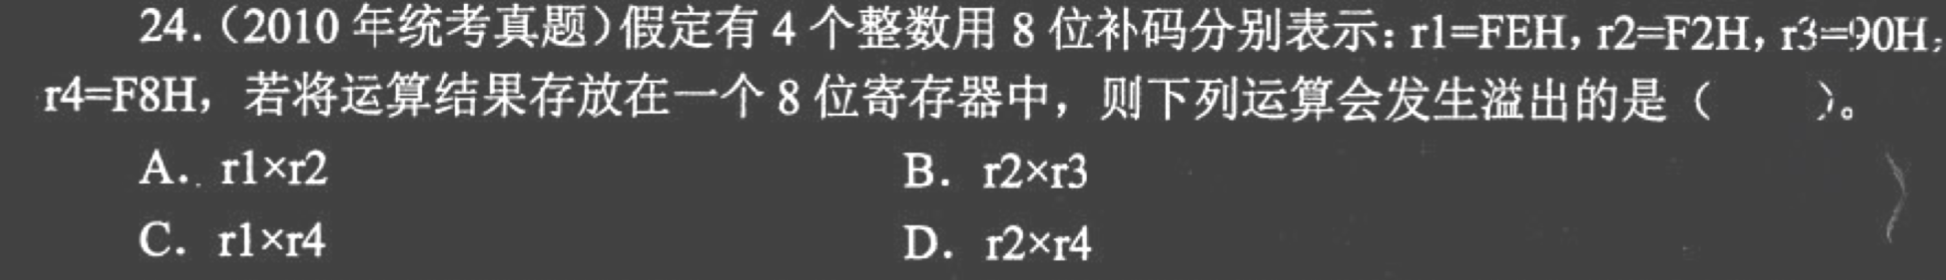 24.（2010 年统考真题）假定有 4 个整数用 8 位补码分别表示：r1=FEH，r2=F2H，r3=90H，
r4=F8H，若将运算结果存放在一个 8 位寄存器中，则下列运算会发生溢出的是（　　）。
A．r1×r2　　B．r2×r3
C．r1×r4　　D．r2×r4